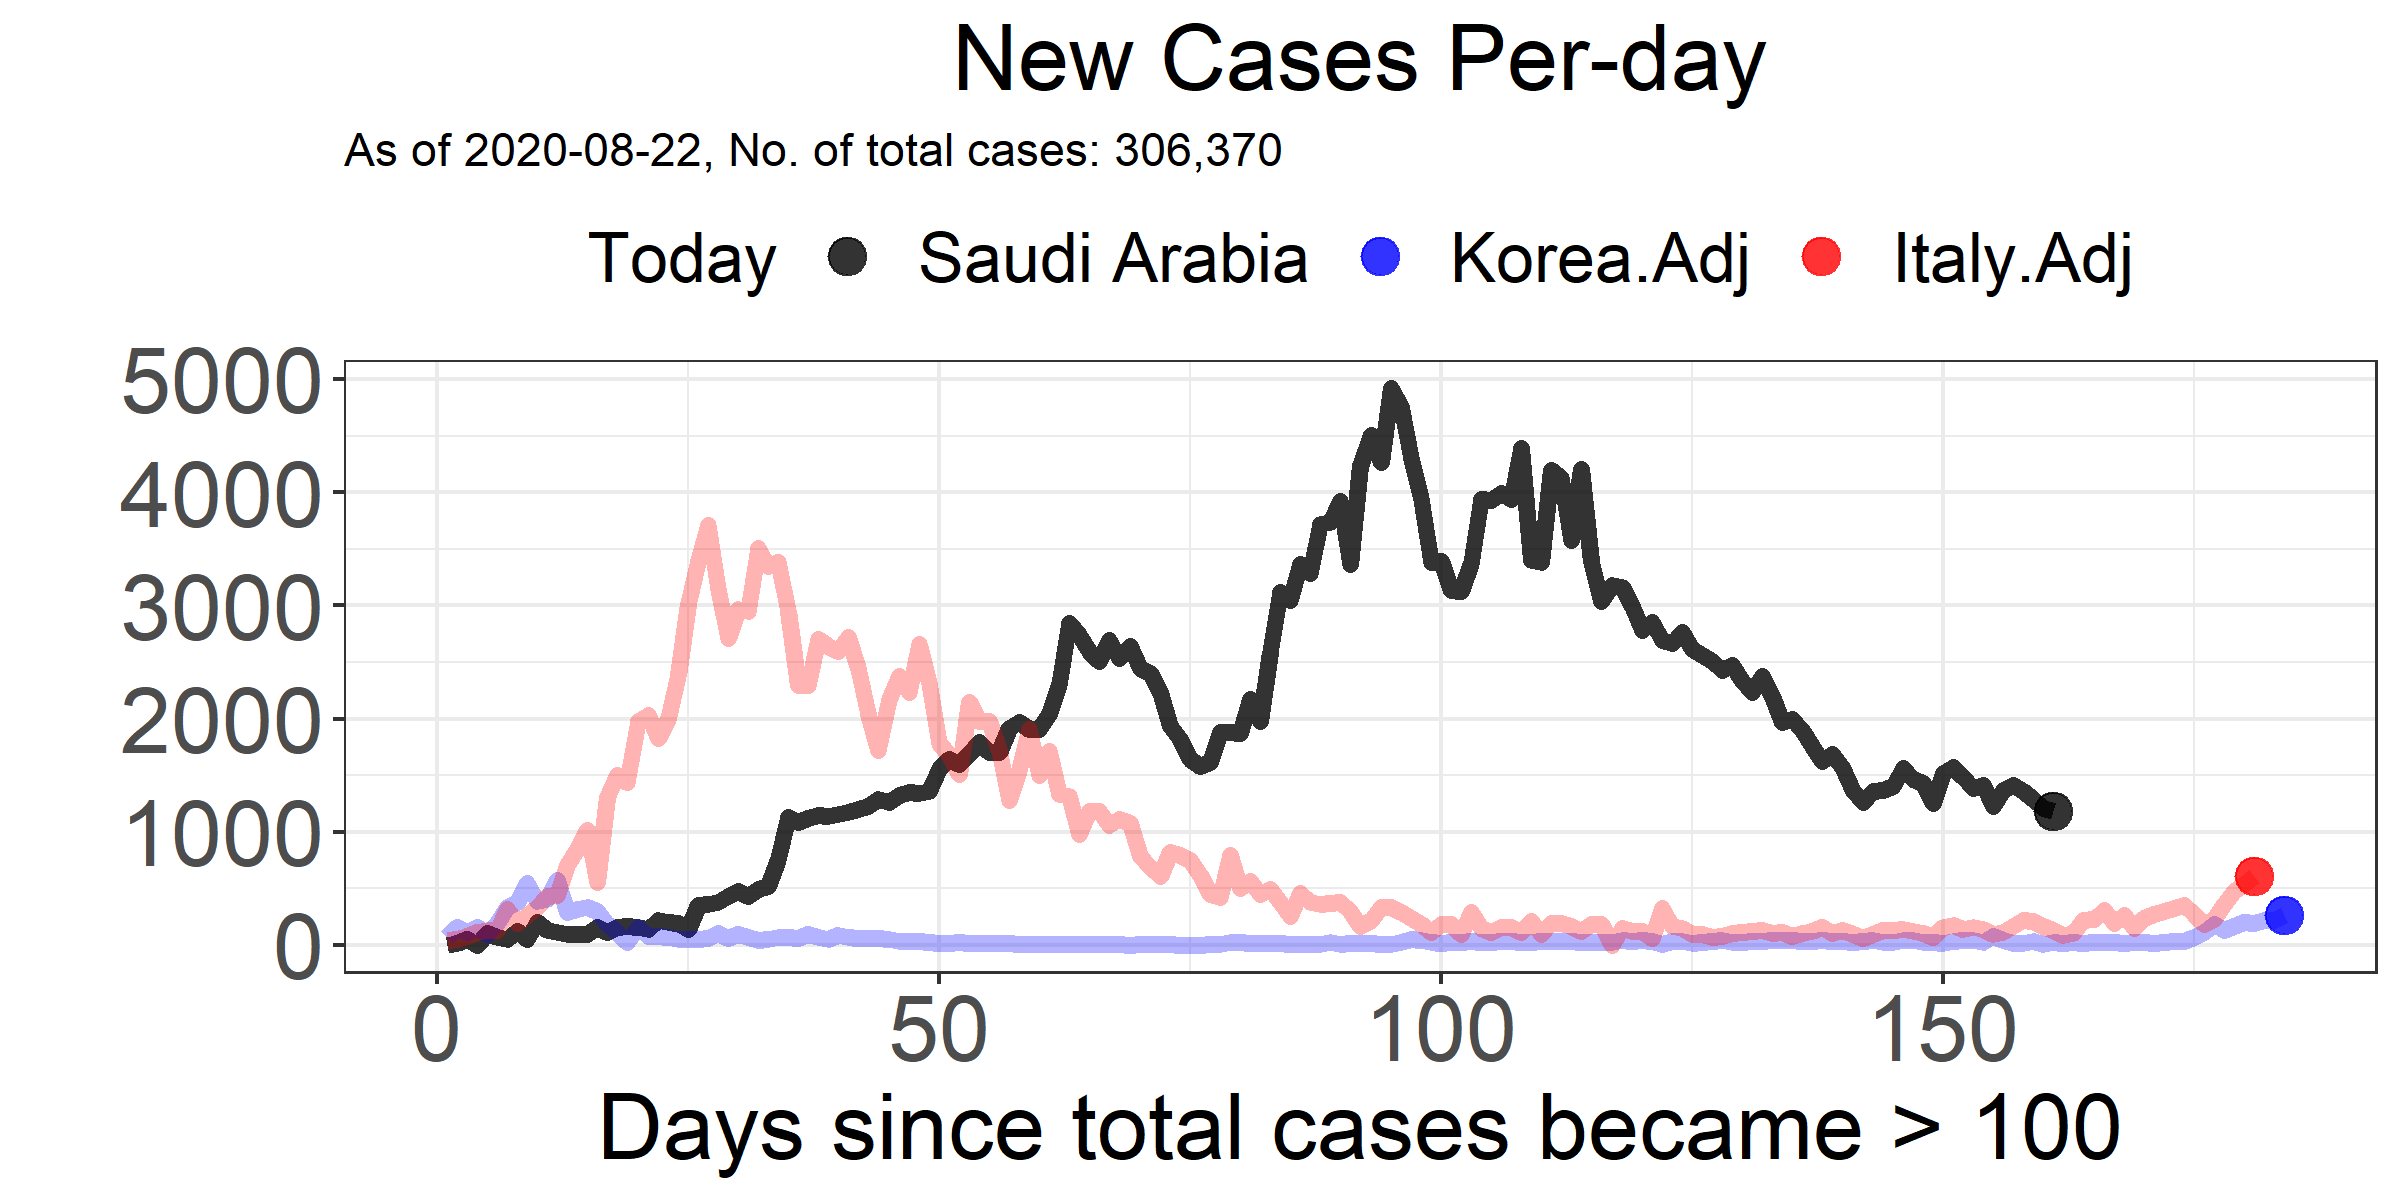 New Cases Per-day
As of 2020-08-22, No. of total cases: 306,370
Today Saudi Arabia Korea.Adj Italy.Adj
5000
4000
3000
2000
1000
0
0 50 100 150
Days since total cases became > 100